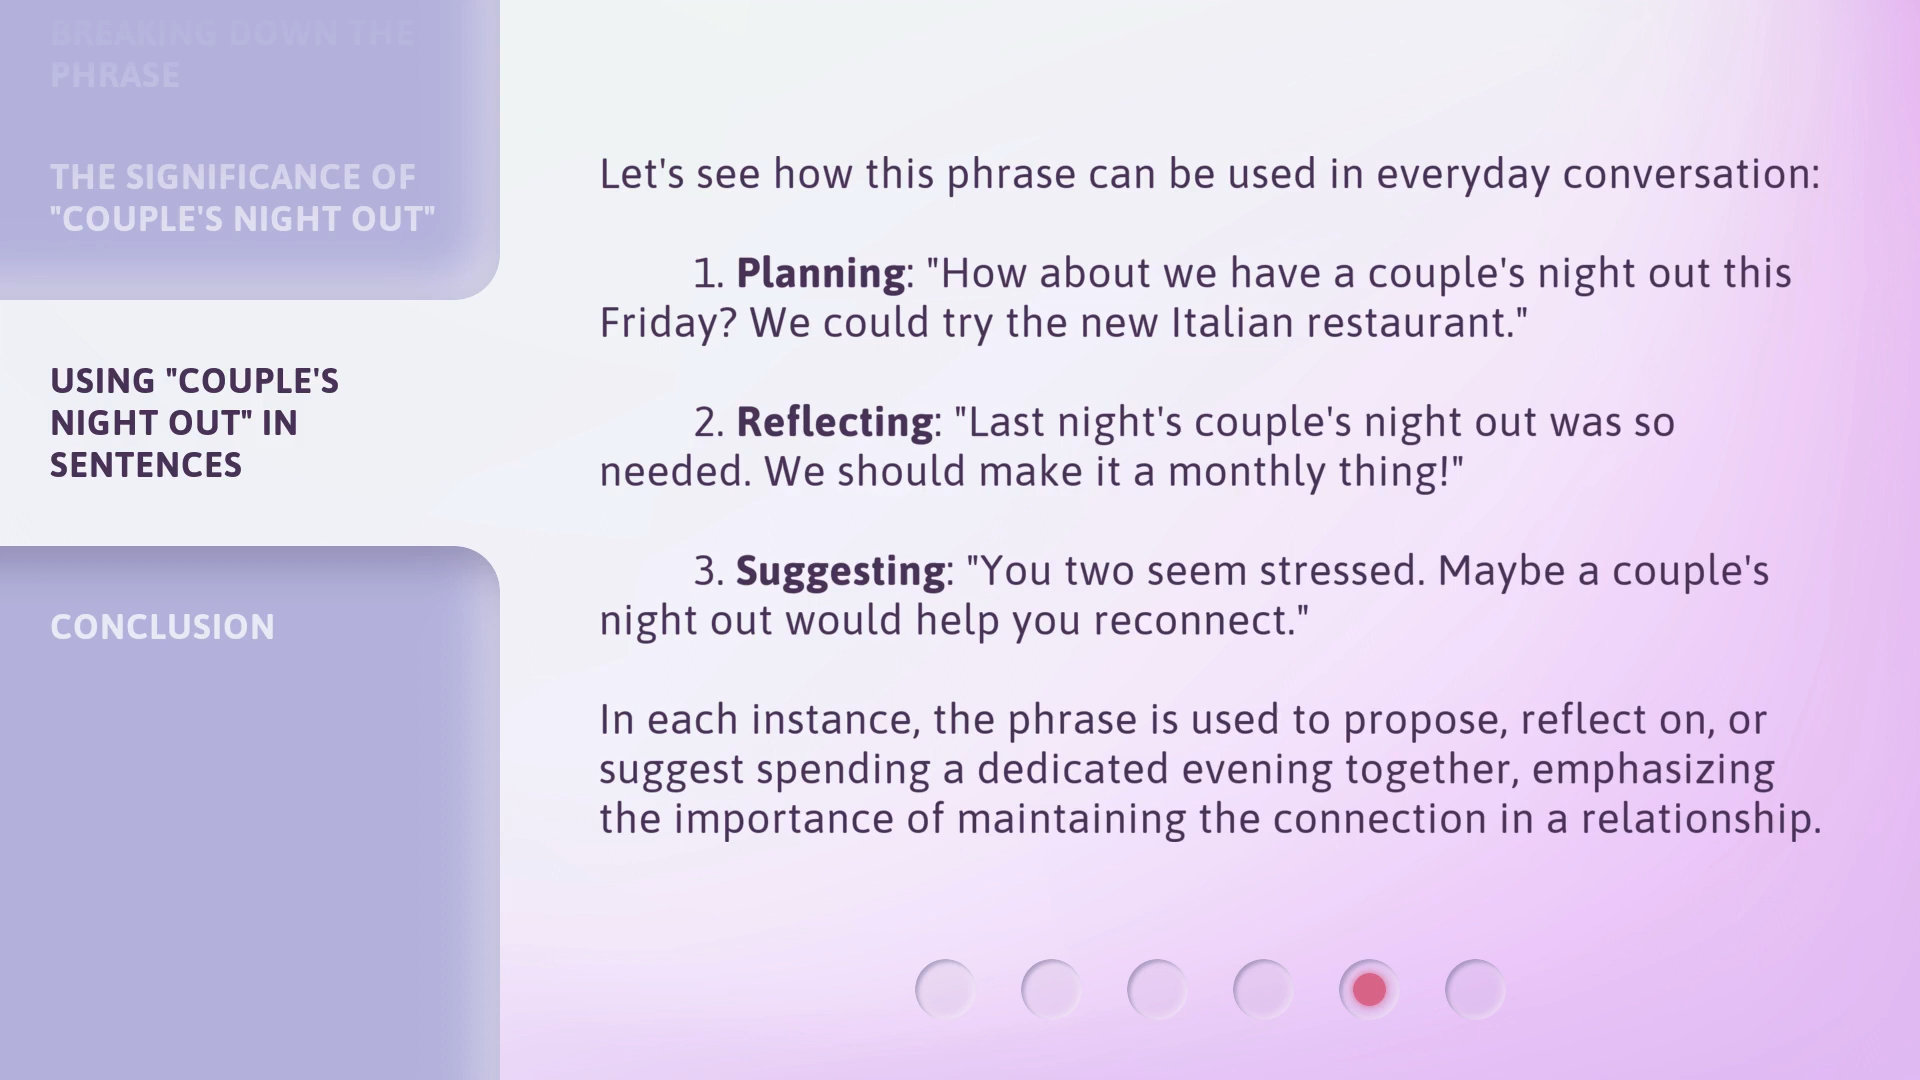 BREAKING DOWN THE
PHRASE
THE SIGNIFICANCE OF
"COUPLE'S NIGHT OUT"
USING "COUPLE'S
NIGHT OUT" IN
SENTENCES
CONCLUSION
Let's see how this phrase can be used in everyday conversation:
1. Planning: "How about we have a couple's night out this
Friday? We could try the new Italian restaurant."
2. Reflecting: "Last night's couple's night out was so
needed. We should make it a monthly thing!"
3. Suggesting: "You two seem stressed. Maybe a couple's
night out would help you reconnect."
In each instance, the phrase is used to propose, reflect on, or
suggest spending a dedicated evening together, emphasizing
the importance of maintaining the connection in a relationship.